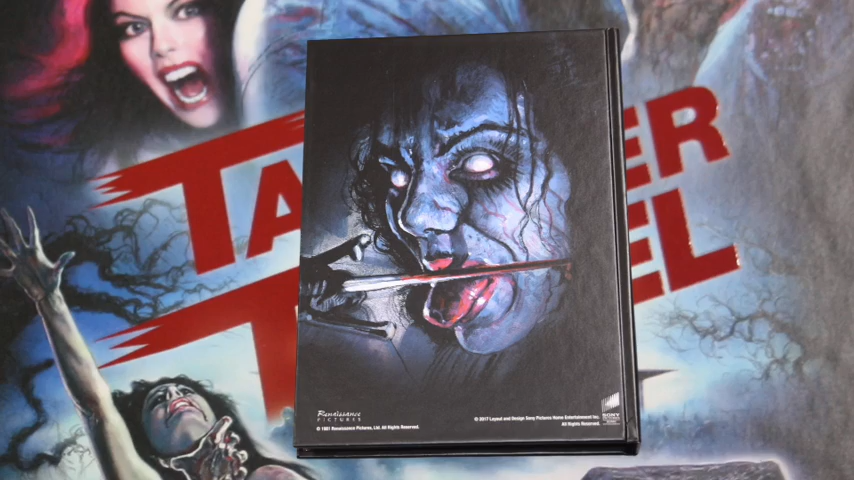 TA ER
T EL
Renaissance
PICTURES
© 1981 Renaissance Pictures, Ltd. All Rights Reserved.
© 2017 Layout and Design Sony Pictures Home Entertainment Inc.
All Rights Reserved.
SONY